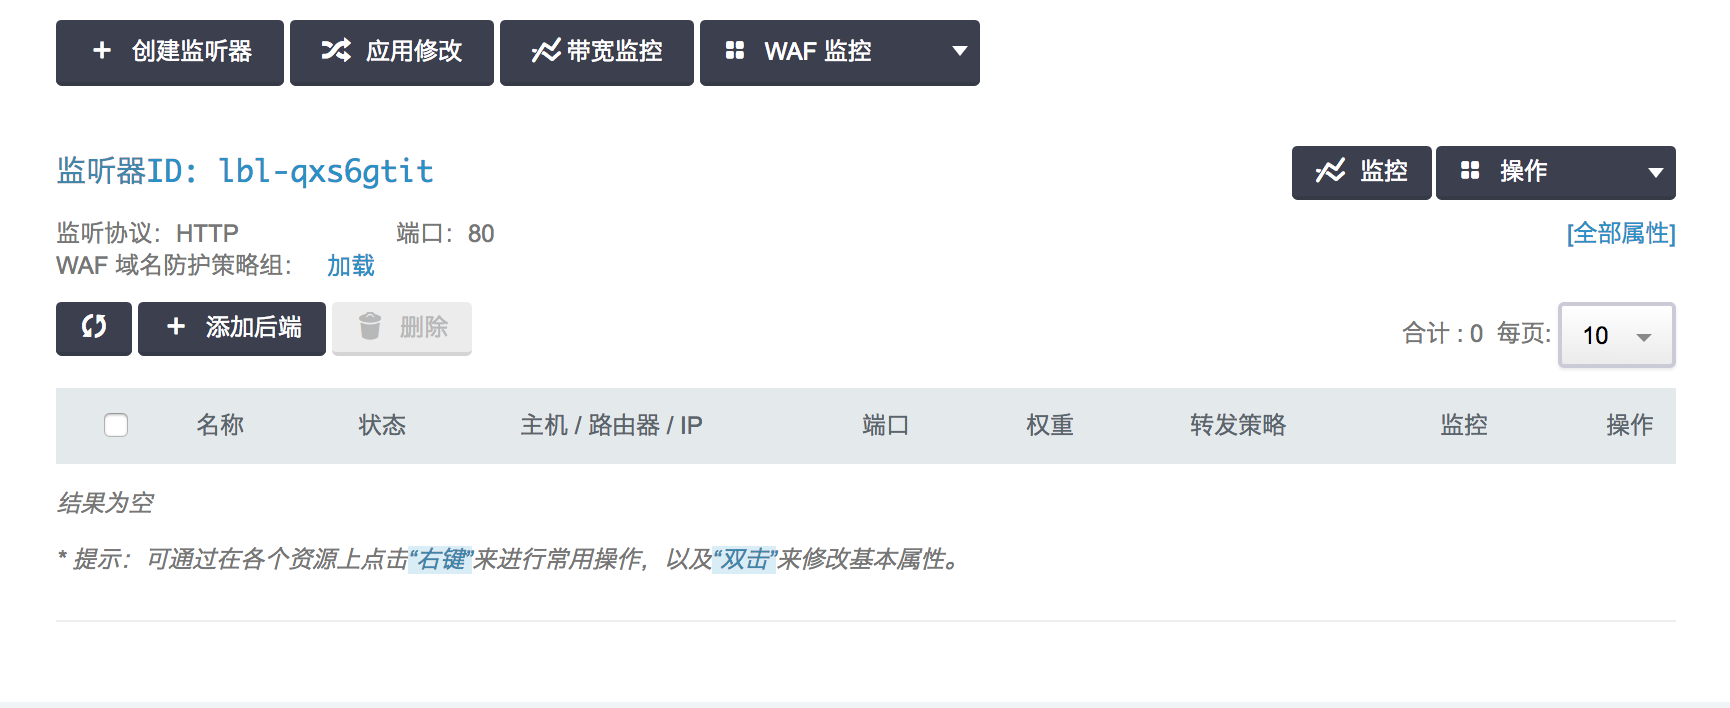 创建监听器 应用修改 带宽监控 WAF 监控
监听器ID: lbl-qxs6gtit 监控 操作
监听协议：HTTP 端口：80 [全部属性]
WAF 域名防护策略组： 加载
添加后端 删除 合计 : 0 每页: 10
名称 状态 主机 / 路由器 / IP 端口 权重 转发策略 监控 操作
结果为空
* 提示：可通过在各个资源上点击“右键”来进行常用操作，以及“双击”来修改基本属性。